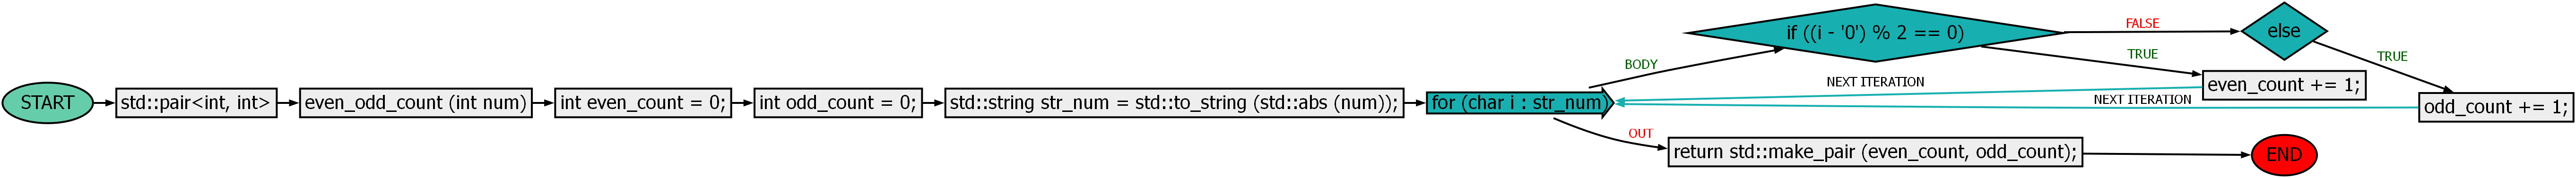 START
std::pair<int, int>
even_odd_count (int num)
int even_count = 0;
int odd_count = 0;
std::string str_num = std::to_string (std::abs (num));
for (char i : str_num)
BODY
if ((i - '0') % 2 == 0)
FALSE
else
TRUE
TRUE
even_count += 1;
NEXT ITERATION
odd_count += 1;
NEXT ITERATION
OUT
return std::make_pair (even_count, odd_count);
END